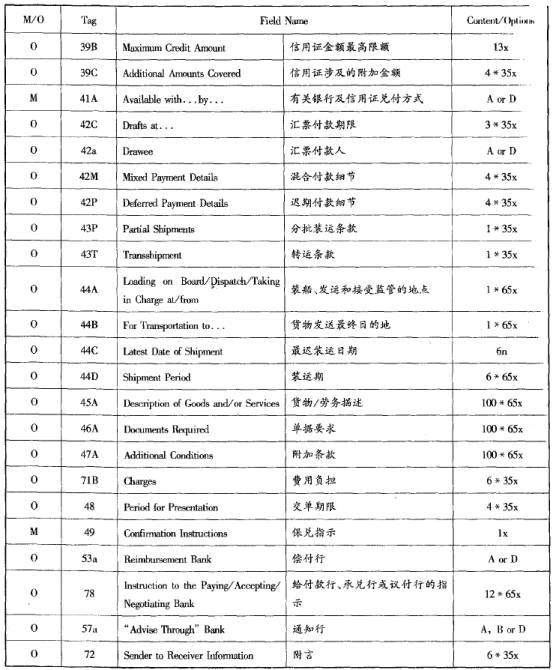 M/O Tag Field Name Content/Options
O 39B Maximum Credit Amount 信用证金额最高限额 13x
O 39C Additional Amounts Covered 信用证涉及的附加金额 4*35x
M 41A Available with...by... 有关银行及信用证兑付方式 A or D
O 42C Drafts at... 汇票付款期限 3*35x
O 42a Drawee 汇票付款人 A or D
O 42M Mixed Payment Details 混合付款细节 4*35x
O 42P Deferred Payment Details 迟期付款细节 4*35x
O 43P Partial Shipments 分批装运条款 1*35x
O 43T Transshipment 转运条款 1*35x
O 44A Loading on Board/Dispatch/Taking 装船、发运和接受监管的地点 1*65x
in Charge at/from
O 44B For Transportation to... 货物发送最终目的地 1*65x
O 44C Latest Date of Shipment 最迟装运日期 6n
O 44D Shipment Period 装运期 6*65x
O 45A Description of Goods and/or Services 货物/劳务描述 100*65x
O 46A Documents Required 单据要求 100*65x
O 47A Additional Conditions 附加条款 100*65x
O 71B Charges 费用负担 6*35x
O 48 Period for Presentation 交单期限 4*35x
M 49 Confirmation Instructions 保兑指示 1x
O 53a Reimbursement Bank 偿付行 A or D
O 78 Instruction to the Paying/Accepting/ 给付款行、承兑行或议付行的指 12*65x
Negotiating Bank 示
O 57a "Advise Through" Bank 通知行 A, B or D
O 72 Sender to Receiver Information 附言 6*35x